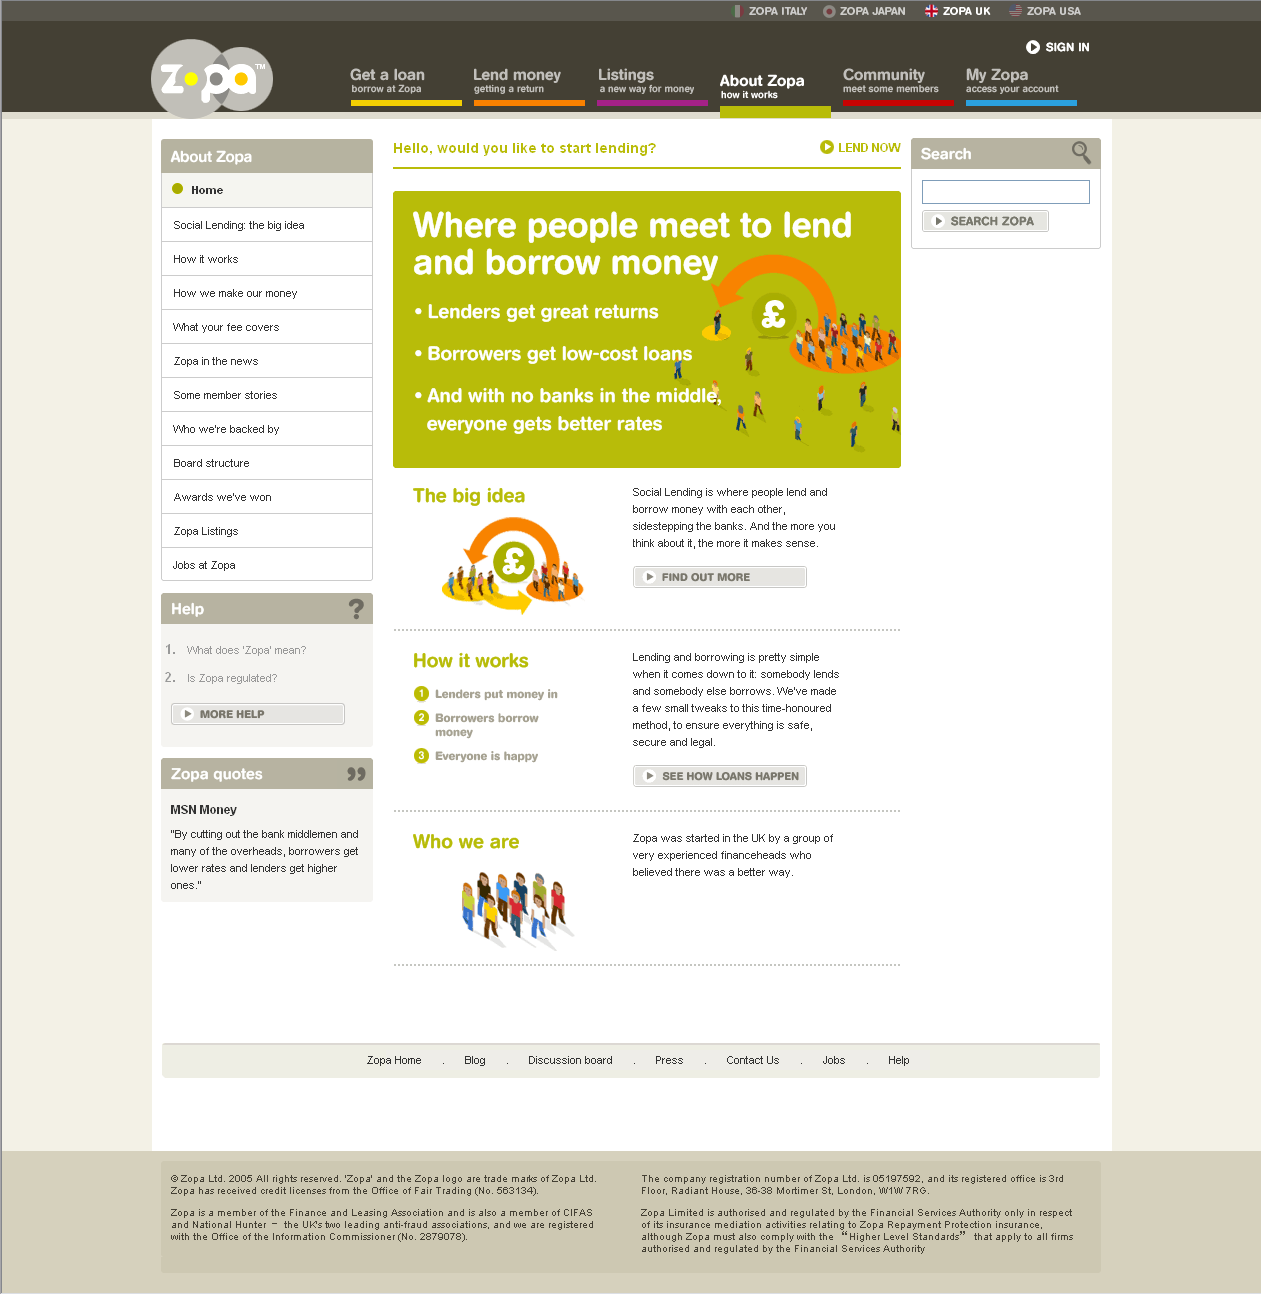 ZOPA ITALY
ZOPA JAPAN
ZOPA UK
ZOPA USA
SIGN IN
zopa™
Get a loan
borrow at Zopa
Lend money
getting a return
Listings
a new way for money
About Zopa
how it works
Community
meet some members
My Zopa
access your account
About Zopa
Home
Social Lending: the big idea
How it works
How we make our money
What your fee covers
Zopa in the news
Some member stories
Who we're backed by
Board structure
Awards we've won
Zopa Listings
Jobs at Zopa
Help ?
1. What does 'Zopa' mean?
2. Is Zopa regulated?
MORE HELP
Zopa quotes ”
MSN Money
"By cutting out the bank middlemen and
many of the overheads, borrowers get
lower rates and lenders get higher
ones."
Hello, would you like to start lending?
LEND NOW
Where people meet to lend
and borrow money
• Lenders get great returns
• Borrowers get low-cost loans
• And with no banks in the middle,
everyone gets better rates
£
The big idea
£
Social Lending is where people lend and
borrow money with each other,
sidestepping the banks. And the more you
think about it, the more it makes sense.
FIND OUT MORE
How it works
1 Lenders put money in
2 Borrowers borrow
money
3 Everyone is happy
Lending and borrowing is pretty simple
when it comes down to it: somebody lends
and somebody else borrows. We've made
a few small tweaks to this time-honoured
method, to ensure everything is safe,
secure and legal.
SEE HOW LOANS HAPPEN
Who we are
Zopa was started in the UK by a group of
very experienced financeheads who
believed there was a better way.
Search
SEARCH ZOPA
Zopa Home . Blog . Discussion board . Press . Contact Us . Jobs . Help
© Zopa Ltd. 2005 All rights reserved. 'Zopa' and the Zopa logo are trade marks of Zopa Ltd.
Zopa has received credit licenses from the Office of Fair Trading (No. 563134).
Zopa is a member of the Finance and Leasing Association and is also a member of CIFAS
and National Hunter – the UK's two leading anti-fraud associations, and we are registered
with the Office of the Information Commissioner (No. 2879078).
The company registration number of Zopa Ltd. is 05197592, and its registered office is 3rd
Floor, Radiant House, 36-38 Mortimer St, London, W1W 7RG.
Zopa Limited is authorised and regulated by the Financial Services Authority only in respect
of its insurance mediation activities relating to Zopa Repayment Protection insurance,
although Zopa must also comply with the “Higher Level Standards” that apply to all firms
authorised and regulated by the Financial Services Authority